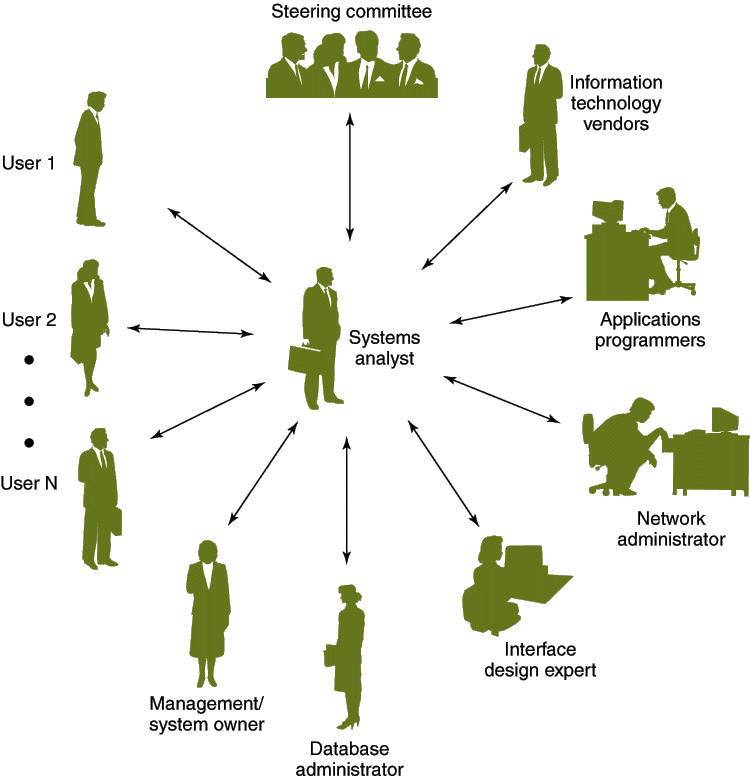 Steering committee
Information
technology
vendors
User 1
User 2
Systems
analyst
Applications
programmers
User N
Network
administrator
Interface
design expert
Management/
system owner
Database
administrator